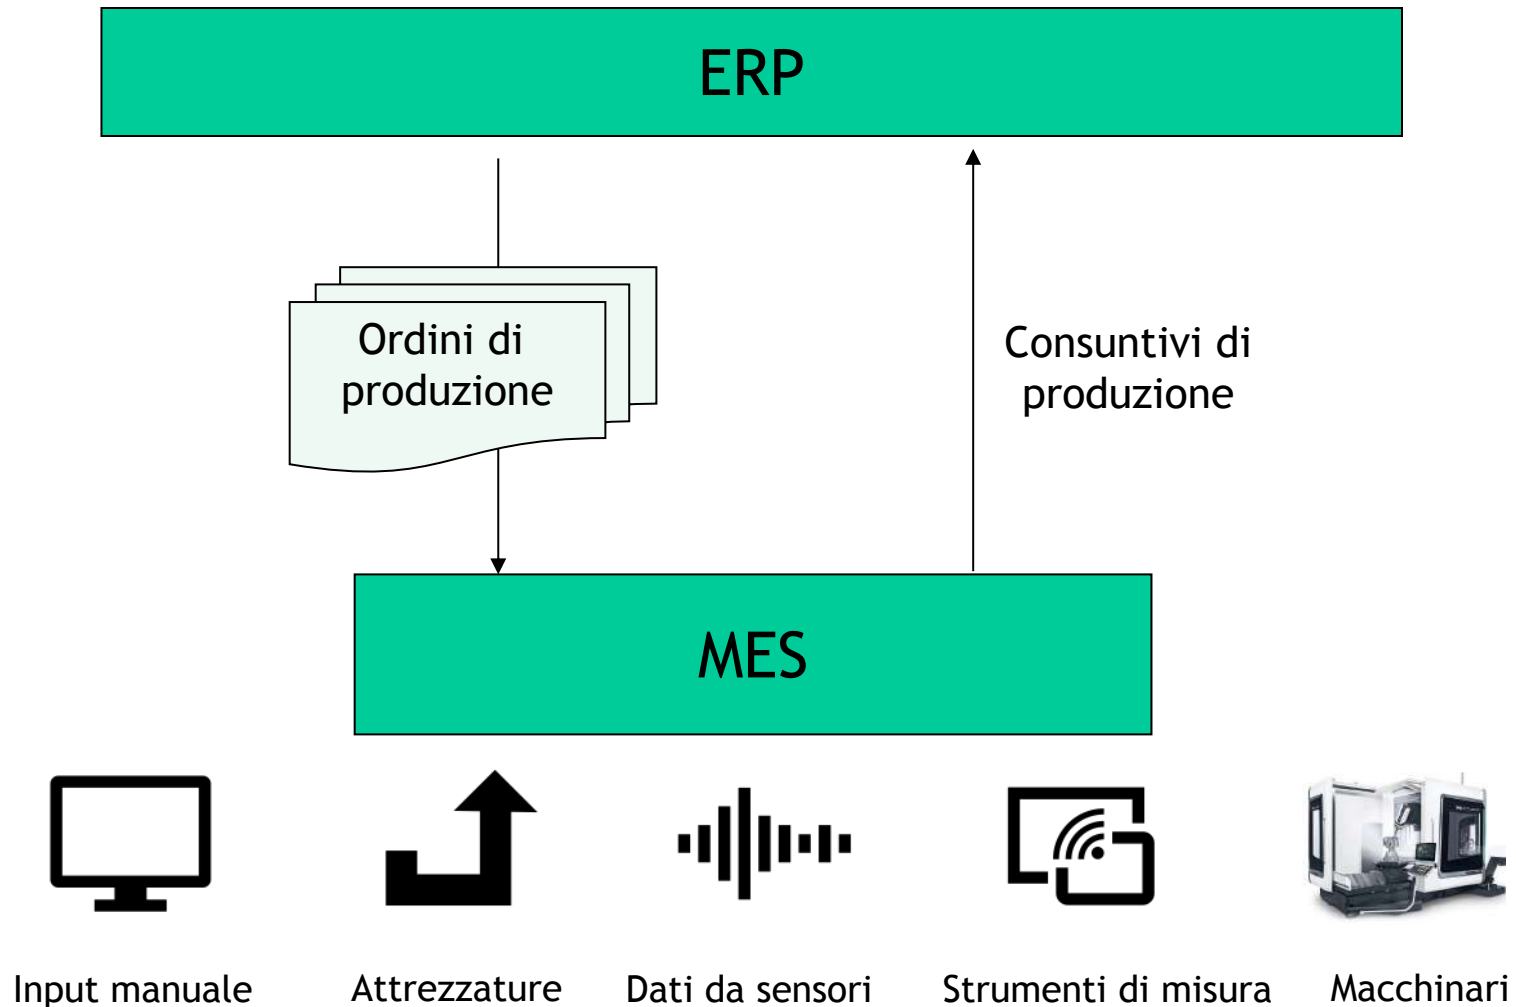 ERP
Ordini di
produzione
Consuntivi di
produzione
MES
Input manuale
Attrezzature
Dati da sensori
Strumenti di misura
Macchinari